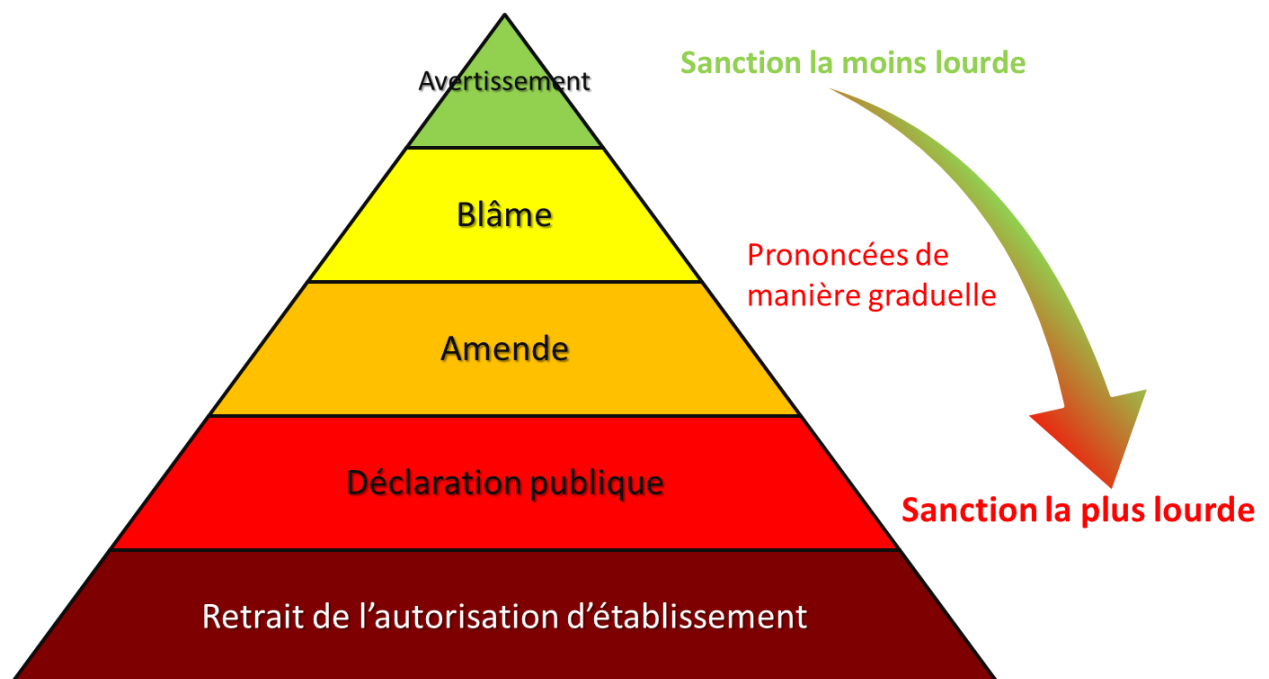 Avertissement
Sanction la moins lourde
Blâme
Prononcées de
manière graduelle
Amende
Déclaration publique
Sanction la plus lourde
Retrait de l’autorisation d’établissement